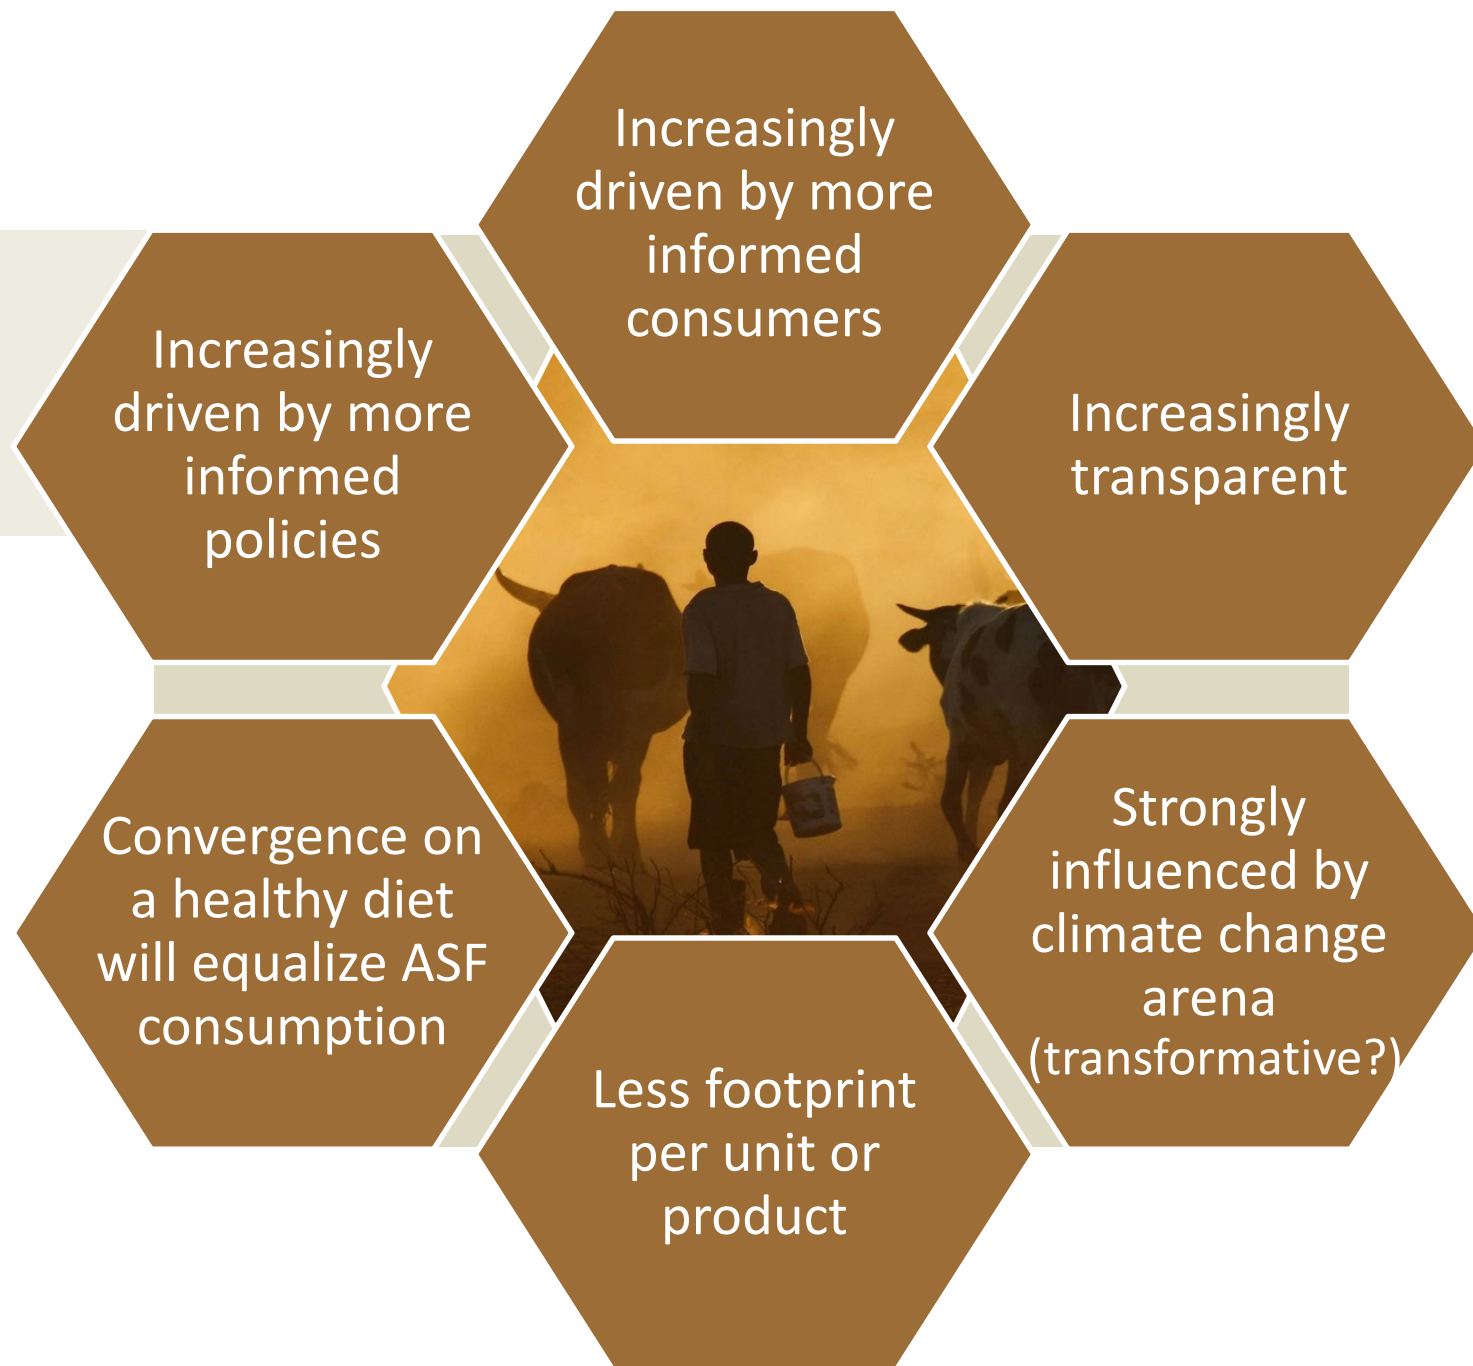 Increasingly
driven by more
informed
consumers
Increasingly
transparent
Strongly
influenced by
climate change
arena
(transformative?)
Less footprint
per unit or
product
Convergence on
a healthy diet
will equalize ASF
consumption
Increasingly
driven by more
informed
policies